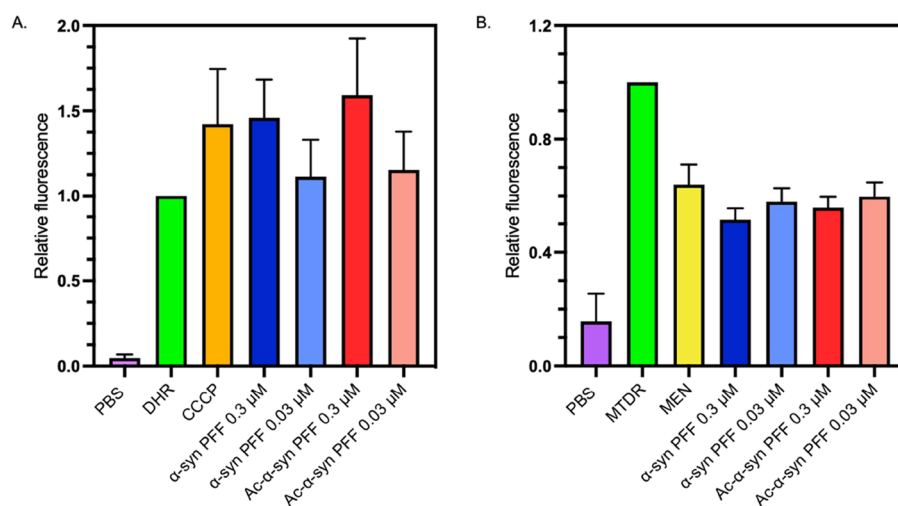 A.
Relative fluorescence
2.0
1.5
1.0
0.5
0.0
PBS
DHR
CCCP
α-syn PFF 0.3 μM
α-syn PFF 0.03 μM
Ac-α-syn PFF 0.3 μM
Ac-α-syn PFF 0.03 μM
B.
Relative fluorescence
1.2
0.8
0.4
0.0
PBS
MTDR
MEN
α-syn PFF 0.3 μM
α-syn PFF 0.03 μM
Ac-α-syn PFF 0.3 μM
Ac-α-syn PFF 0.03 μM